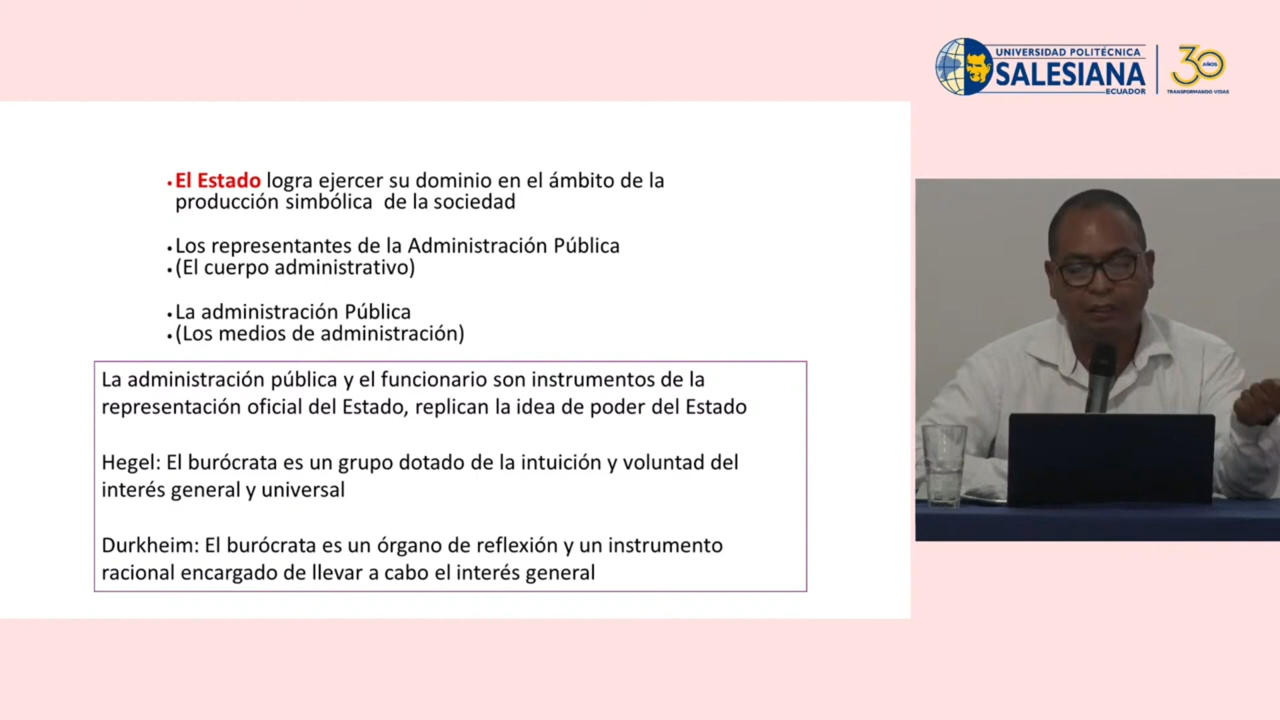 UNIVERSIDAD POLITÉCNICA
SALESIANA
ECUADOR
30
AÑOS
TRANSFORMANDO VIDAS
• El Estado logra ejercer su dominio en el ámbito de la
producción simbólica de la sociedad
• Los representantes de la Administración Pública
• (El cuerpo administrativo)
• La administración Pública
• (Los medios de administración)
La administración pública y el funcionario son instrumentos de la
representación oficial del Estado, replican la idea de poder del Estado
Hegel: El burócrata es un grupo dotado de la intuición y voluntad del
interés general y universal
Durkheim: El burócrata es un órgano de reflexión y un instrumento
racional encargado de llevar a cabo el interés general